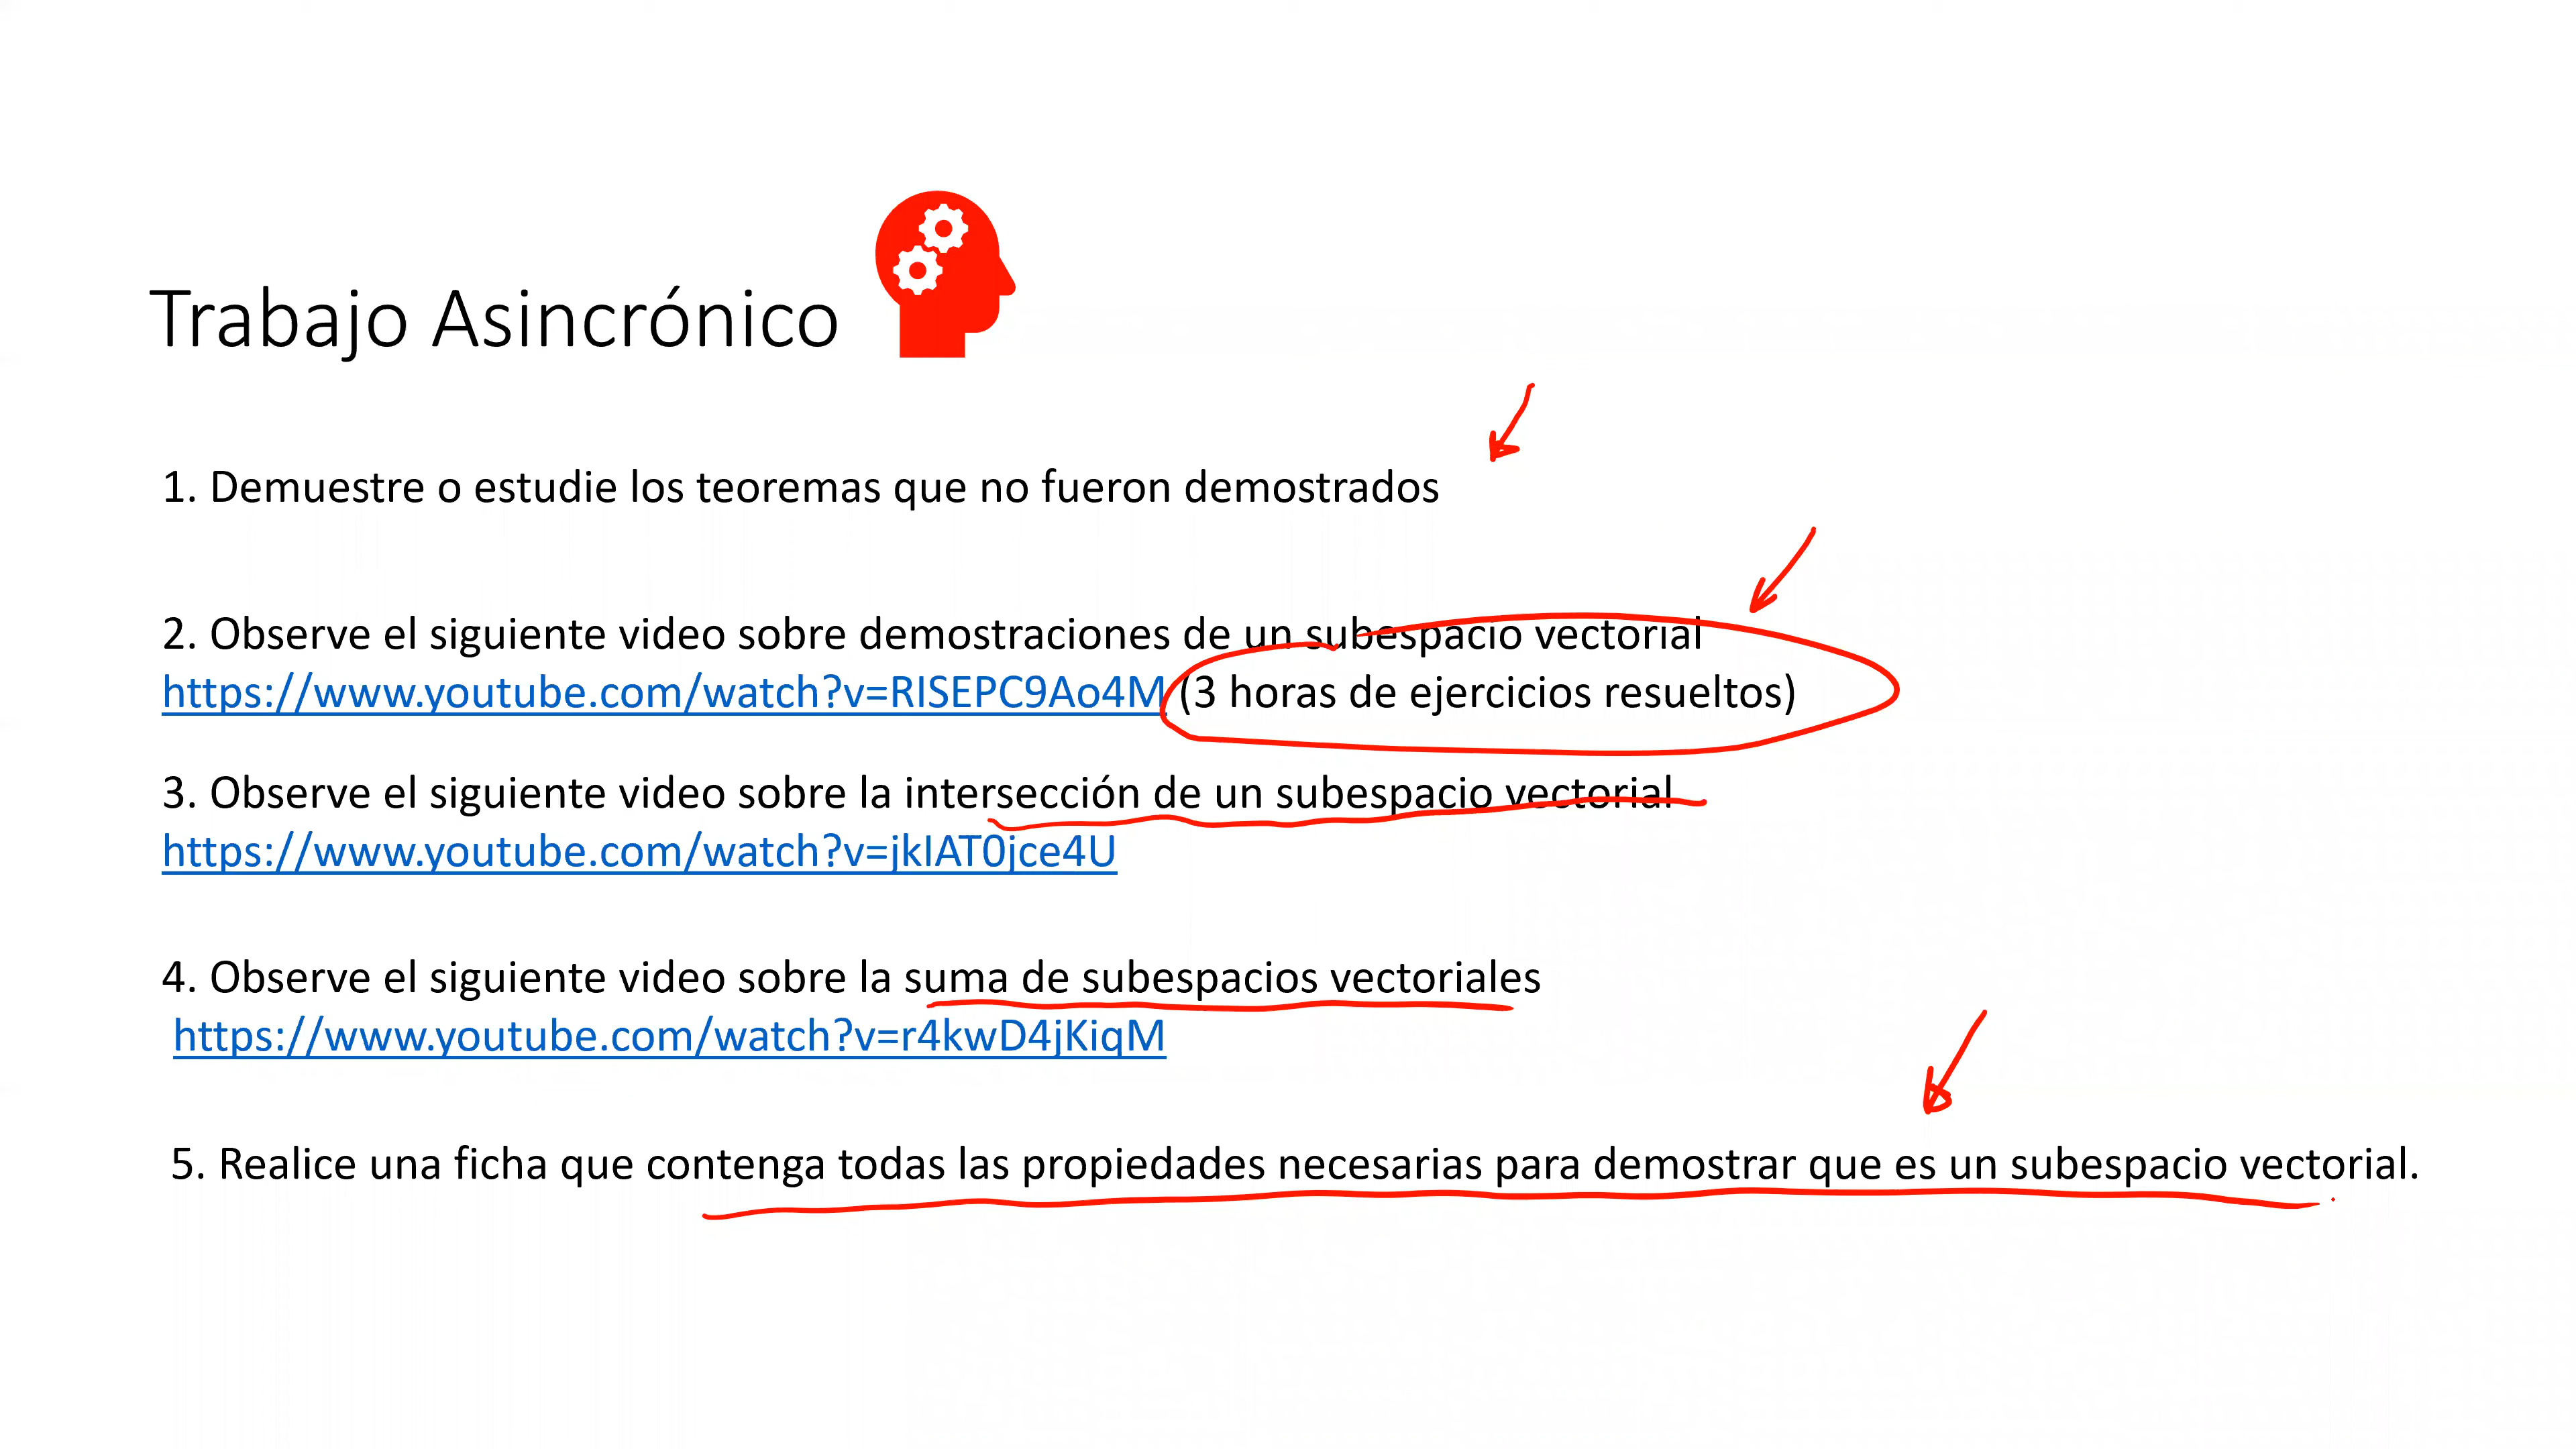 Trabajo Asincrónico
1. Demuestre o estudie los teoremas que no fueron demostrados
2. Observe el siguiente video sobre demostraciones de un subespacio vectorial
https://www.youtube.com/watch?v=RISEPC9Ao4M (3 horas de ejercicios resueltos)
3. Observe el siguiente video sobre la intersección de un subespacio vectorial
https://www.youtube.com/watch?v=jkIAT0jce4U
4. Observe el siguiente video sobre la suma de subespacios vectoriales
https://www.youtube.com/watch?v=r4kwD4jKiqM
5. Realice una ficha que contenga todas las propiedades necesarias para demostrar que es un subespacio vectorial.